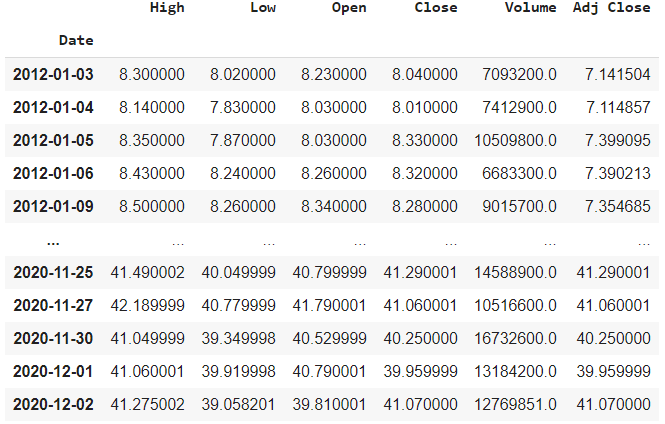 High Low Open Close Volume Adj Close
Date
2012-01-03 8.300000 8.020000 8.230000 8.040000 7093200.0 7.141504
2012-01-04 8.140000 7.830000 8.030000 8.010000 7412900.0 7.114857
2012-01-05 8.350000 7.870000 8.030000 8.330000 10509800.0 7.399095
2012-01-06 8.430000 8.240000 8.260000 8.320000 6683300.0 7.390213
2012-01-09 8.500000 8.260000 8.340000 8.280000 9015700.0 7.354685
... ... ... ... ... ... ...
2020-11-25 41.490002 40.049999 40.799999 41.290001 14588900.0 41.290001
2020-11-27 42.189999 40.779999 41.790001 41.060001 10516600.0 41.060001
2020-11-30 41.049999 39.349998 40.529999 40.250000 16732600.0 40.250000
2020-12-01 41.060001 39.919998 40.790001 39.959999 13184200.0 39.959999
2020-12-02 41.275002 39.058201 39.810001 41.070000 12769851.0 41.070000